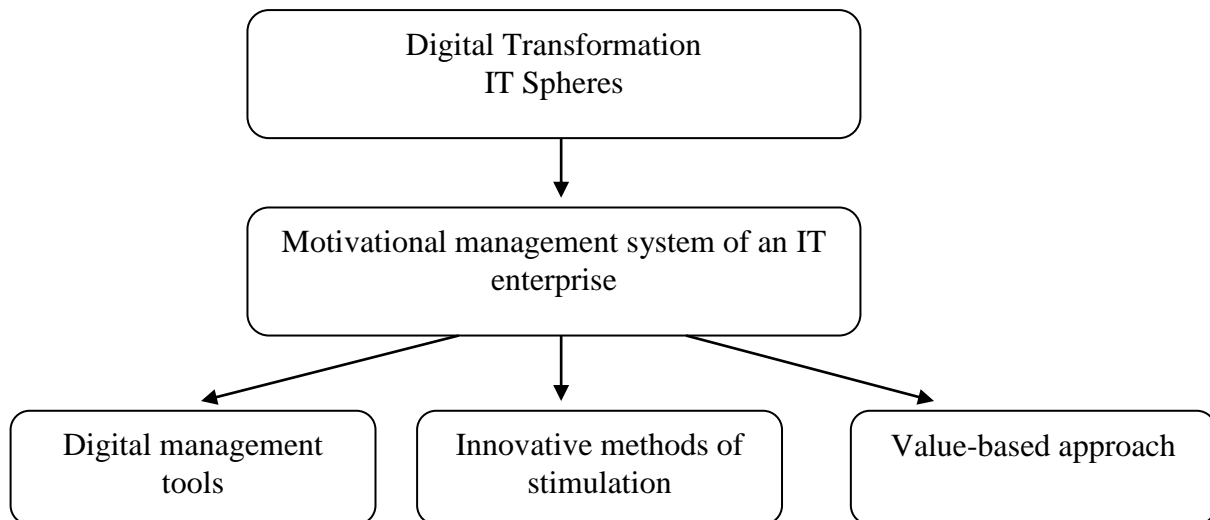 Digital Transformation
IT Spheres
Motivational management system of an IT
enterprise
Digital management
tools
Innovative methods of
stimulation
Value-based approach